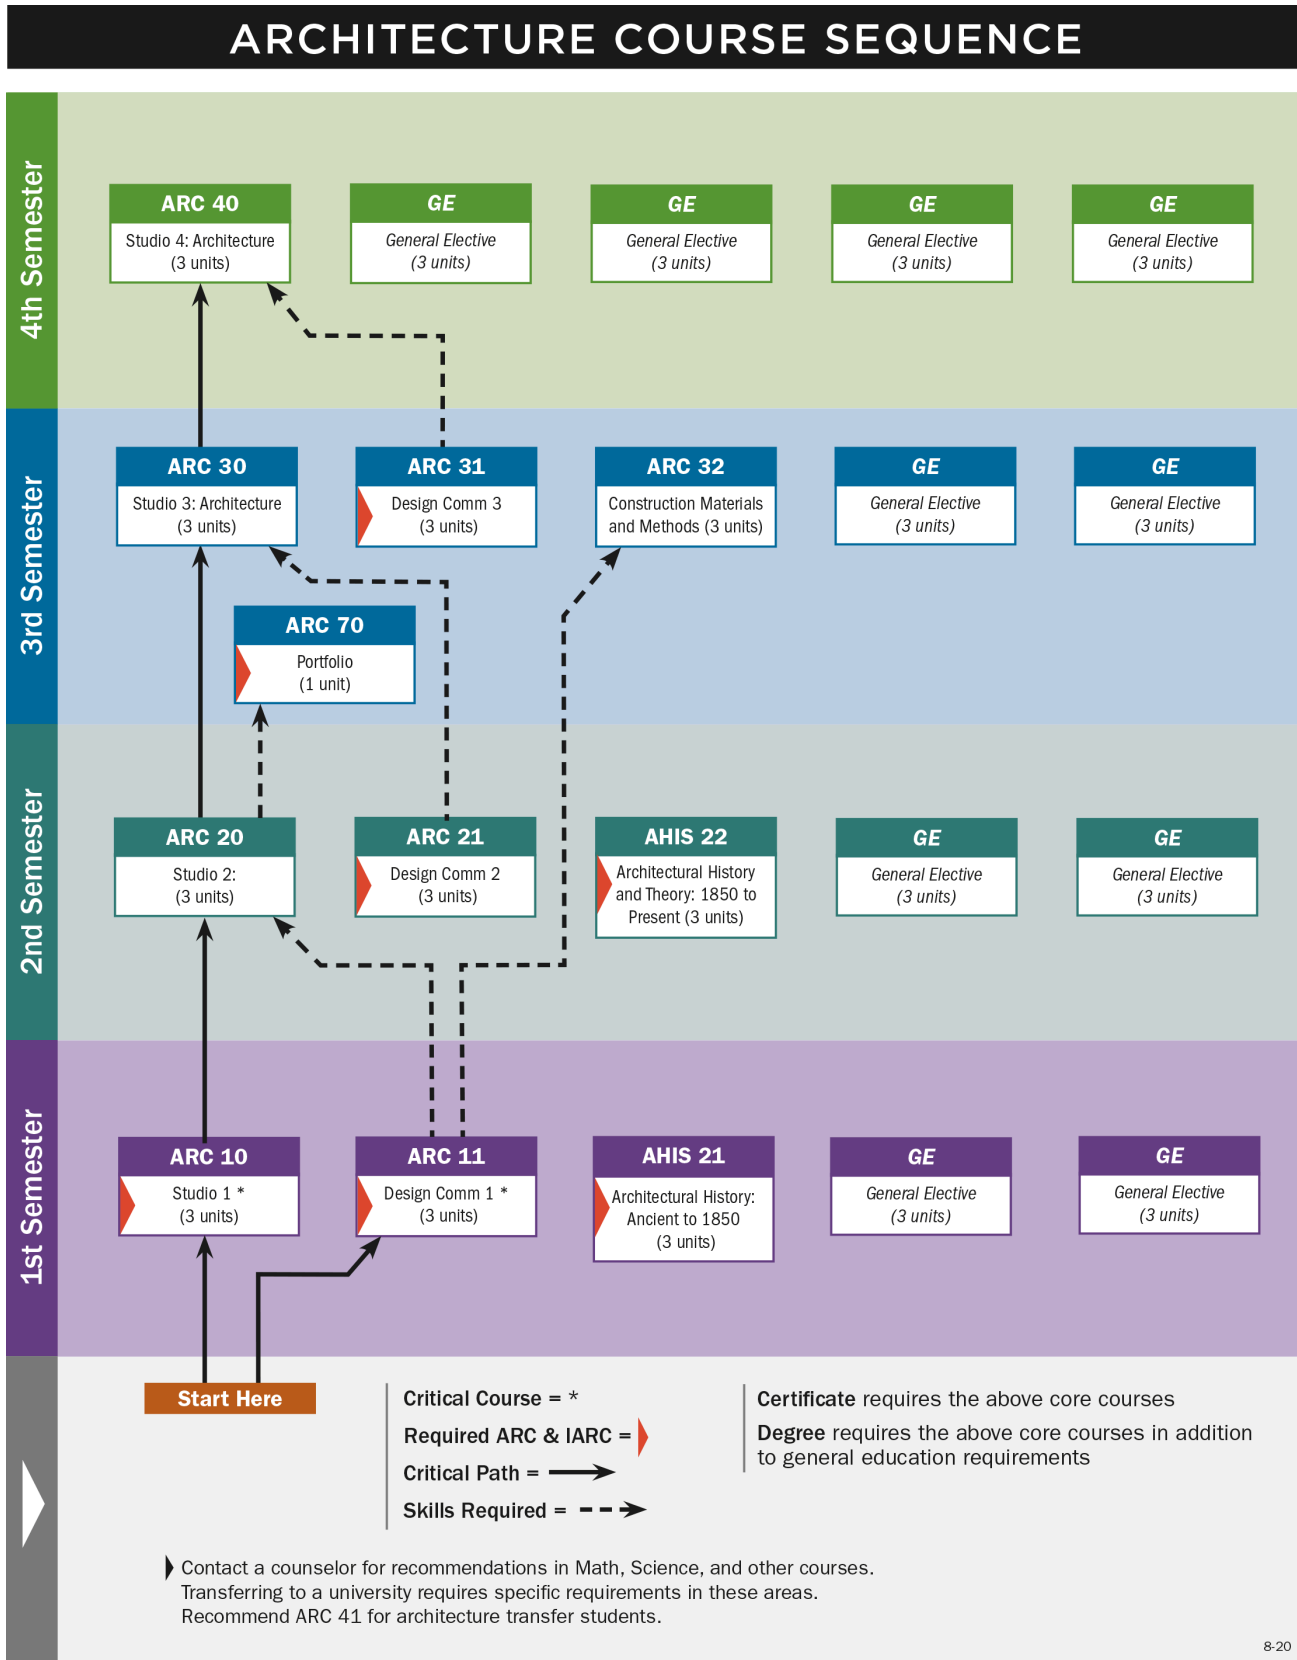 ARCHITECTURE COURSE SEQUENCE
4th Semester
ARC 40
Studio 4: Architecture
(3 units)
GE
General Elective
(3 units)
GE
General Elective
(3 units)
GE
General Elective
(3 units)
GE
General Elective
(3 units)
3rd Semester
ARC 30
Studio 3: Architecture
(3 units)
ARC 31
Design Comm 3
(3 units)
ARC 32
Construction Materials
and Methods (3 units)
GE
General Elective
(3 units)
GE
General Elective
(3 units)
ARC 70
Portfolio
(1 unit)
2nd Semester
ARC 20
Studio 2:
(3 units)
ARC 21
Design Comm 2
(3 units)
AHIS 22
Architectural History
and Theory: 1850 to
Present (3 units)
GE
General Elective
(3 units)
GE
General Elective
(3 units)
1st Semester
ARC 10
Studio 1 *
(3 units)
ARC 11
Design Comm 1 *
(3 units)
AHIS 21
Architectural History:
Ancient to 1850
(3 units)
GE
General Elective
(3 units)
GE
General Elective
(3 units)
Start Here
Critical Course = *
Required ARC & IARC =
Critical Path =
Skills Required =
Certificate requires the above core courses
Degree requires the above core courses in addition
to general education requirements
Contact a counselor for recommendations in Math, Science, and other courses.
Transferring to a university requires specific requirements in these areas.
Recommend ARC 41 for architecture transfer students.
8-20